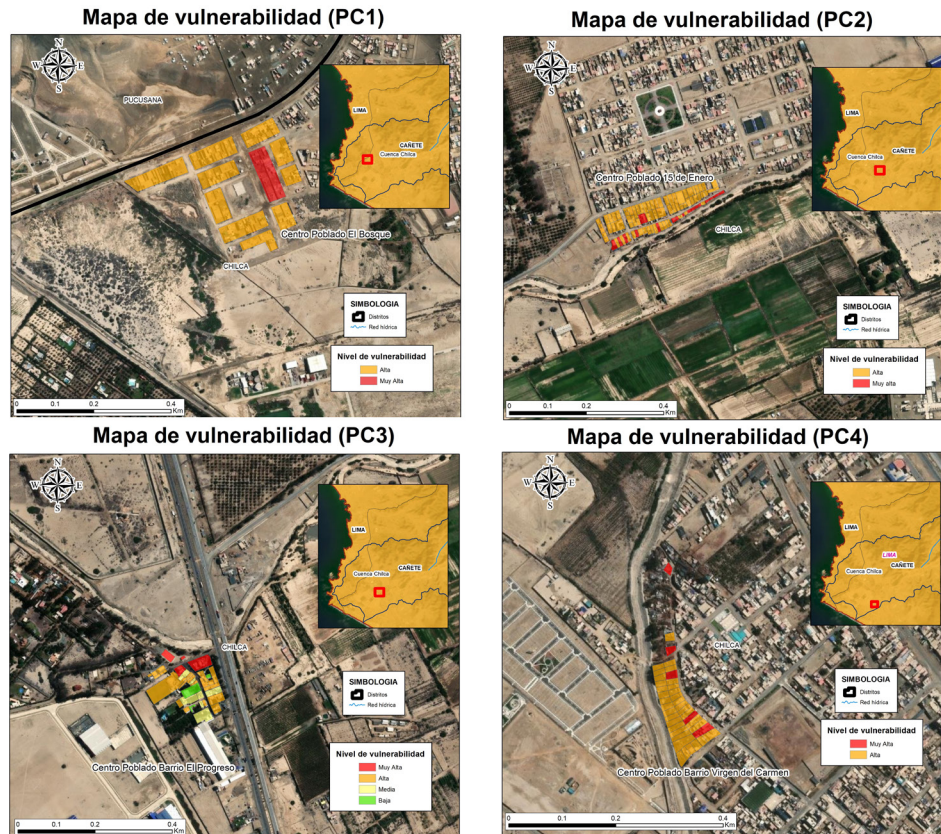 Mapa de vulnerabilidad (PC1)
N
W E
S
PUCUSANA
LIMA
CAÑETE
Cuenca Chilca
Centro Poblado El Bosque
CHILCA
SIMBOLOGIA
Distritos
Red hídrica
Nivel de vulnerabilidad
Alta
Muy Alta
0 0.1 0.2 0.4
Km
Mapa de vulnerabilidad (PC2)
N
W E
S
LIMA
CAÑETE
Cuenca Chilca
Centro Poblado 15 de Enero
CHILCA
SIMBOLOGIA
Distritos
Red hídrica
Nivel de vulnerabilidad
Alta
Muy alta
0 0.1 0.2 0.4
Km
Mapa de vulnerabilidad (PC3)
N
W E
S
LIMA
CAÑETE
Cuenca Chilca
CHILCA
SIMBOLOGIA
Distritos
Red hídrica
Nivel de vulnerabilidad
Muy Alta
Alta
Media
Baja
Centro Poblado Barrio El Progreso
0 0.1 0.2 0.4
Km
Mapa de vulnerabilidad (PC4)
N
W E
S
LIMA
LIMA
CAÑETE
Cuenca Chilca
CHILCA
SIMBOLOGIA
Distritos
Red hídrica
Nivel de vulnerabilidad
Muy Alta
Alta
Centro Poblado Barrio Virgen del Carmen
0 0.1 0.2 0.4
Km